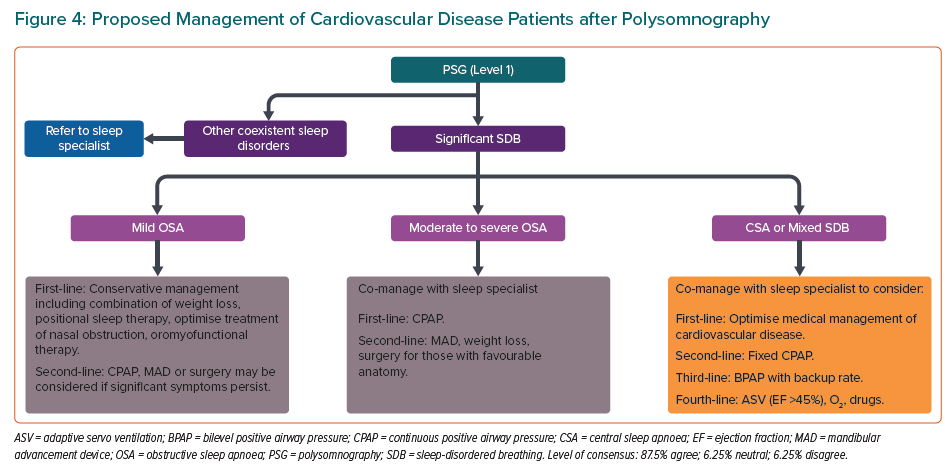 Figure 4: Proposed Management of Cardiovascular Disease Patients after Polysomnography
PSG (Level 1)
Refer to sleep
specialist
Other coexistent sleep
disorders
Significant SDB
Mild OSA
Moderate to severe OSA
CSA or Mixed SDB
First-line: Conservative management
including combination of weight loss,
positional sleep therapy, optimise treatment
of nasal obstruction, oromyofunctional
therapy.
Second-line: CPAP, MAD or surgery may be
considered if significant symptoms persist.
Co-manage with sleep specialist
First-line: CPAP.
Second-line: MAD, weight loss,
surgery for those with favourable
anatomy.
Co-manage with sleep specialist to consider:
First-line: Optimise medical management of
cardiovascular disease.
Second-line: Fixed CPAP.
Third-line: BPAP with backup rate.
Fourth-line: ASV (EF >45%), O₂, drugs.
ASV = adaptive servo ventilation; BPAP = bilevel positive airway pressure; CPAP = continuous positive airway pressure; CSA = central sleep apnoea; EF = ejection fraction; MAD = mandibular
advancement device; OSA = obstructive sleep apnoea; PSG = polysomnography; SDB = sleep-disordered breathing. Level of consensus: 87.5% agree; 6.25% neutral; 6.25% disagree.